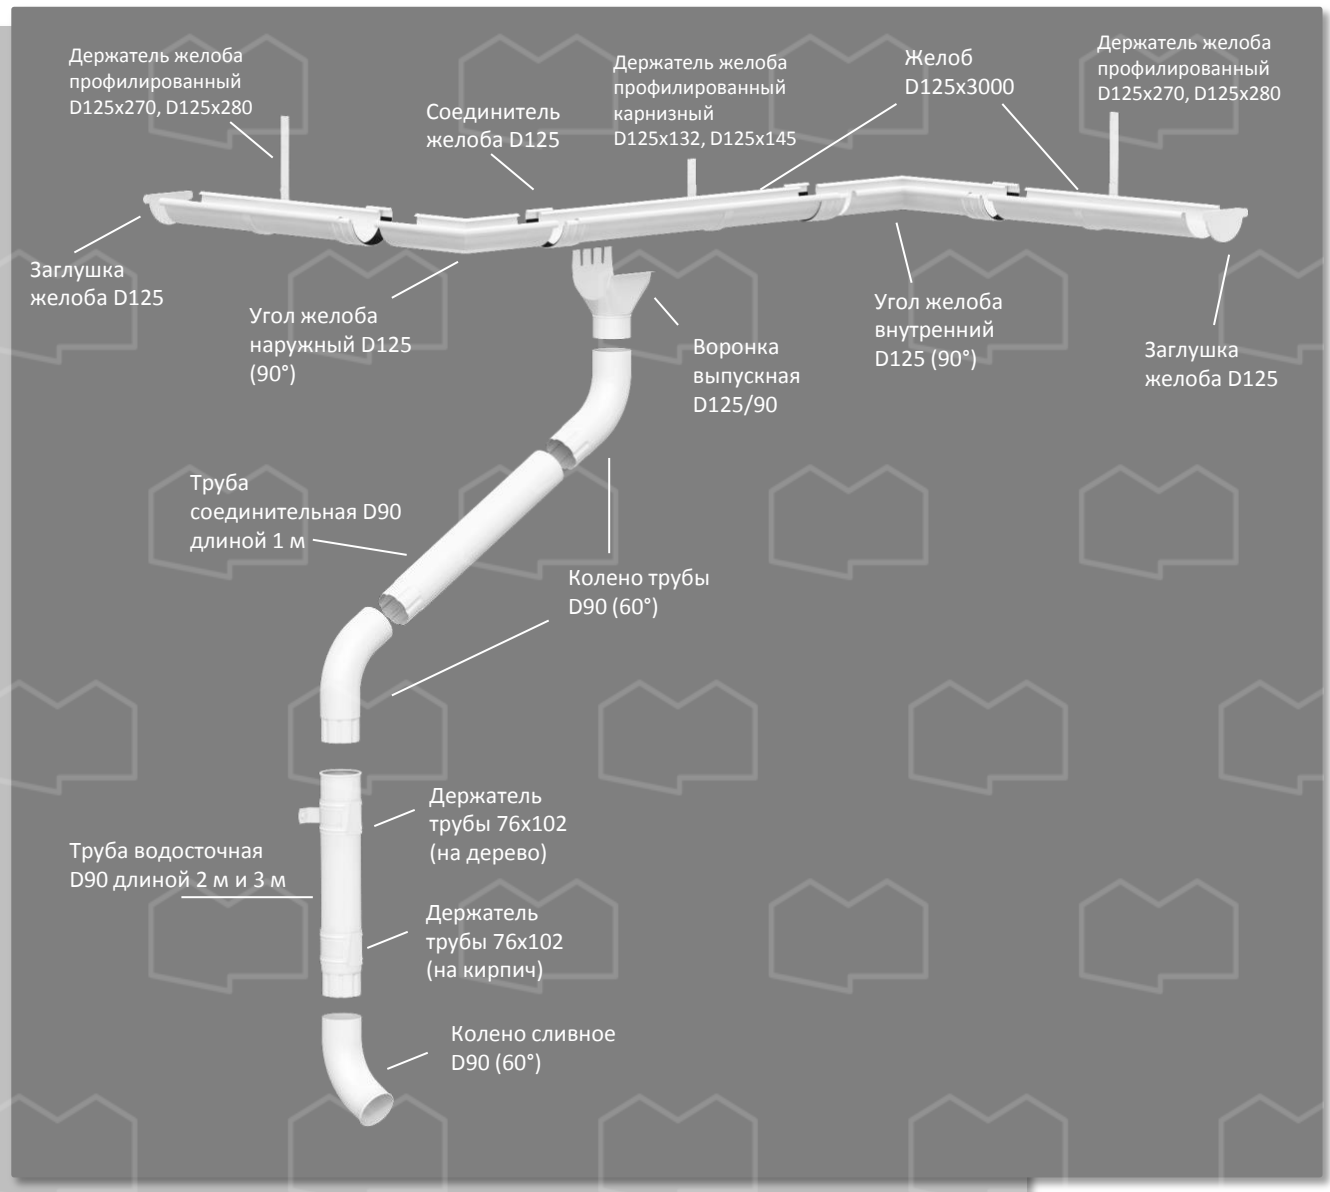 Держатель желоба
профилированный
D125x270, D125x280
Соединитель
желоба D125
Держатель желоба
профилированный
карнизный
D125x132, D125x145
Желоб
D125x3000
Держатель желоба
профилированный
D125x270, D125x280
Заглушка
желоба D125
Угол желоба
наружный D125
(90°)
Воронка
выпускная
D125/90
Угол желоба
внутренний
D125 (90°)
Заглушка
желоба D125
Труба
соединительная D90
длиной 1 м
Колено трубы
D90 (60°)
Держатель
трубы 76x102
(на дерево)
Труба водосточная
D90 длиной 2 м и 3 м
Держатель
трубы 76x102
(на кирпич)
Колено сливное
D90 (60°)